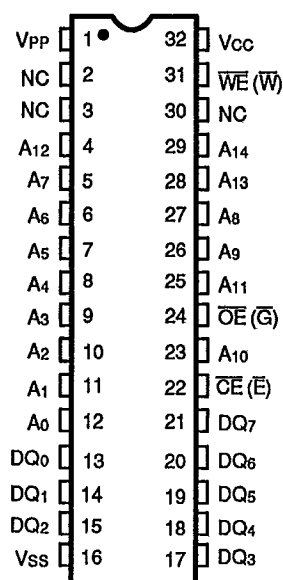 VPP 1 32 VCC
NC 2 31 W̅E̅ (W̅)
NC 3 30 NC
A12 4 29 A14
A7 5 28 A13
A6 6 27 A8
A5 7 26 A9
A4 8 25 A11
A3 9 24 O̅E̅ (G̅)
A2 10 23 A10
A1 11 22 C̅E̅ (E̅)
A0 12 21 DQ7
DQ0 13 20 DQ6
DQ1 14 19 DQ5
DQ2 15 18 DQ4
VSS 16 17 DQ3